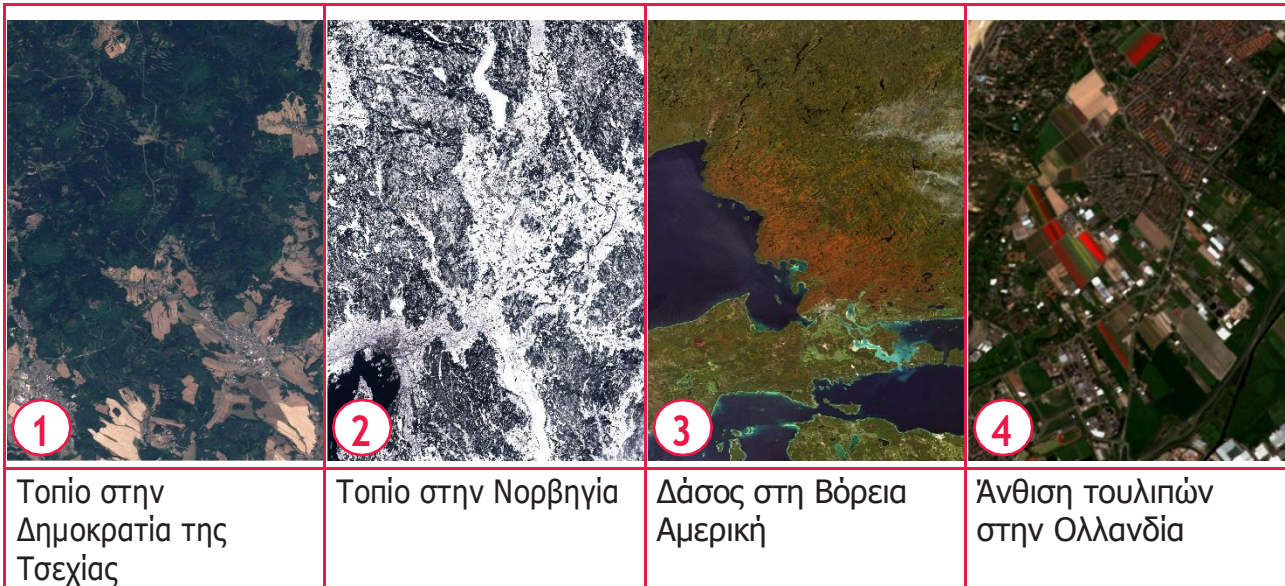 1
2
3
4
Τοπίο στην
Δημοκρατία της
Τσεχίας
Τοπίο στην Νορβηγία
Δάσος στη Βόρεια
Αμερική
Άνθιση τουλιπών
στην Ολλανδία